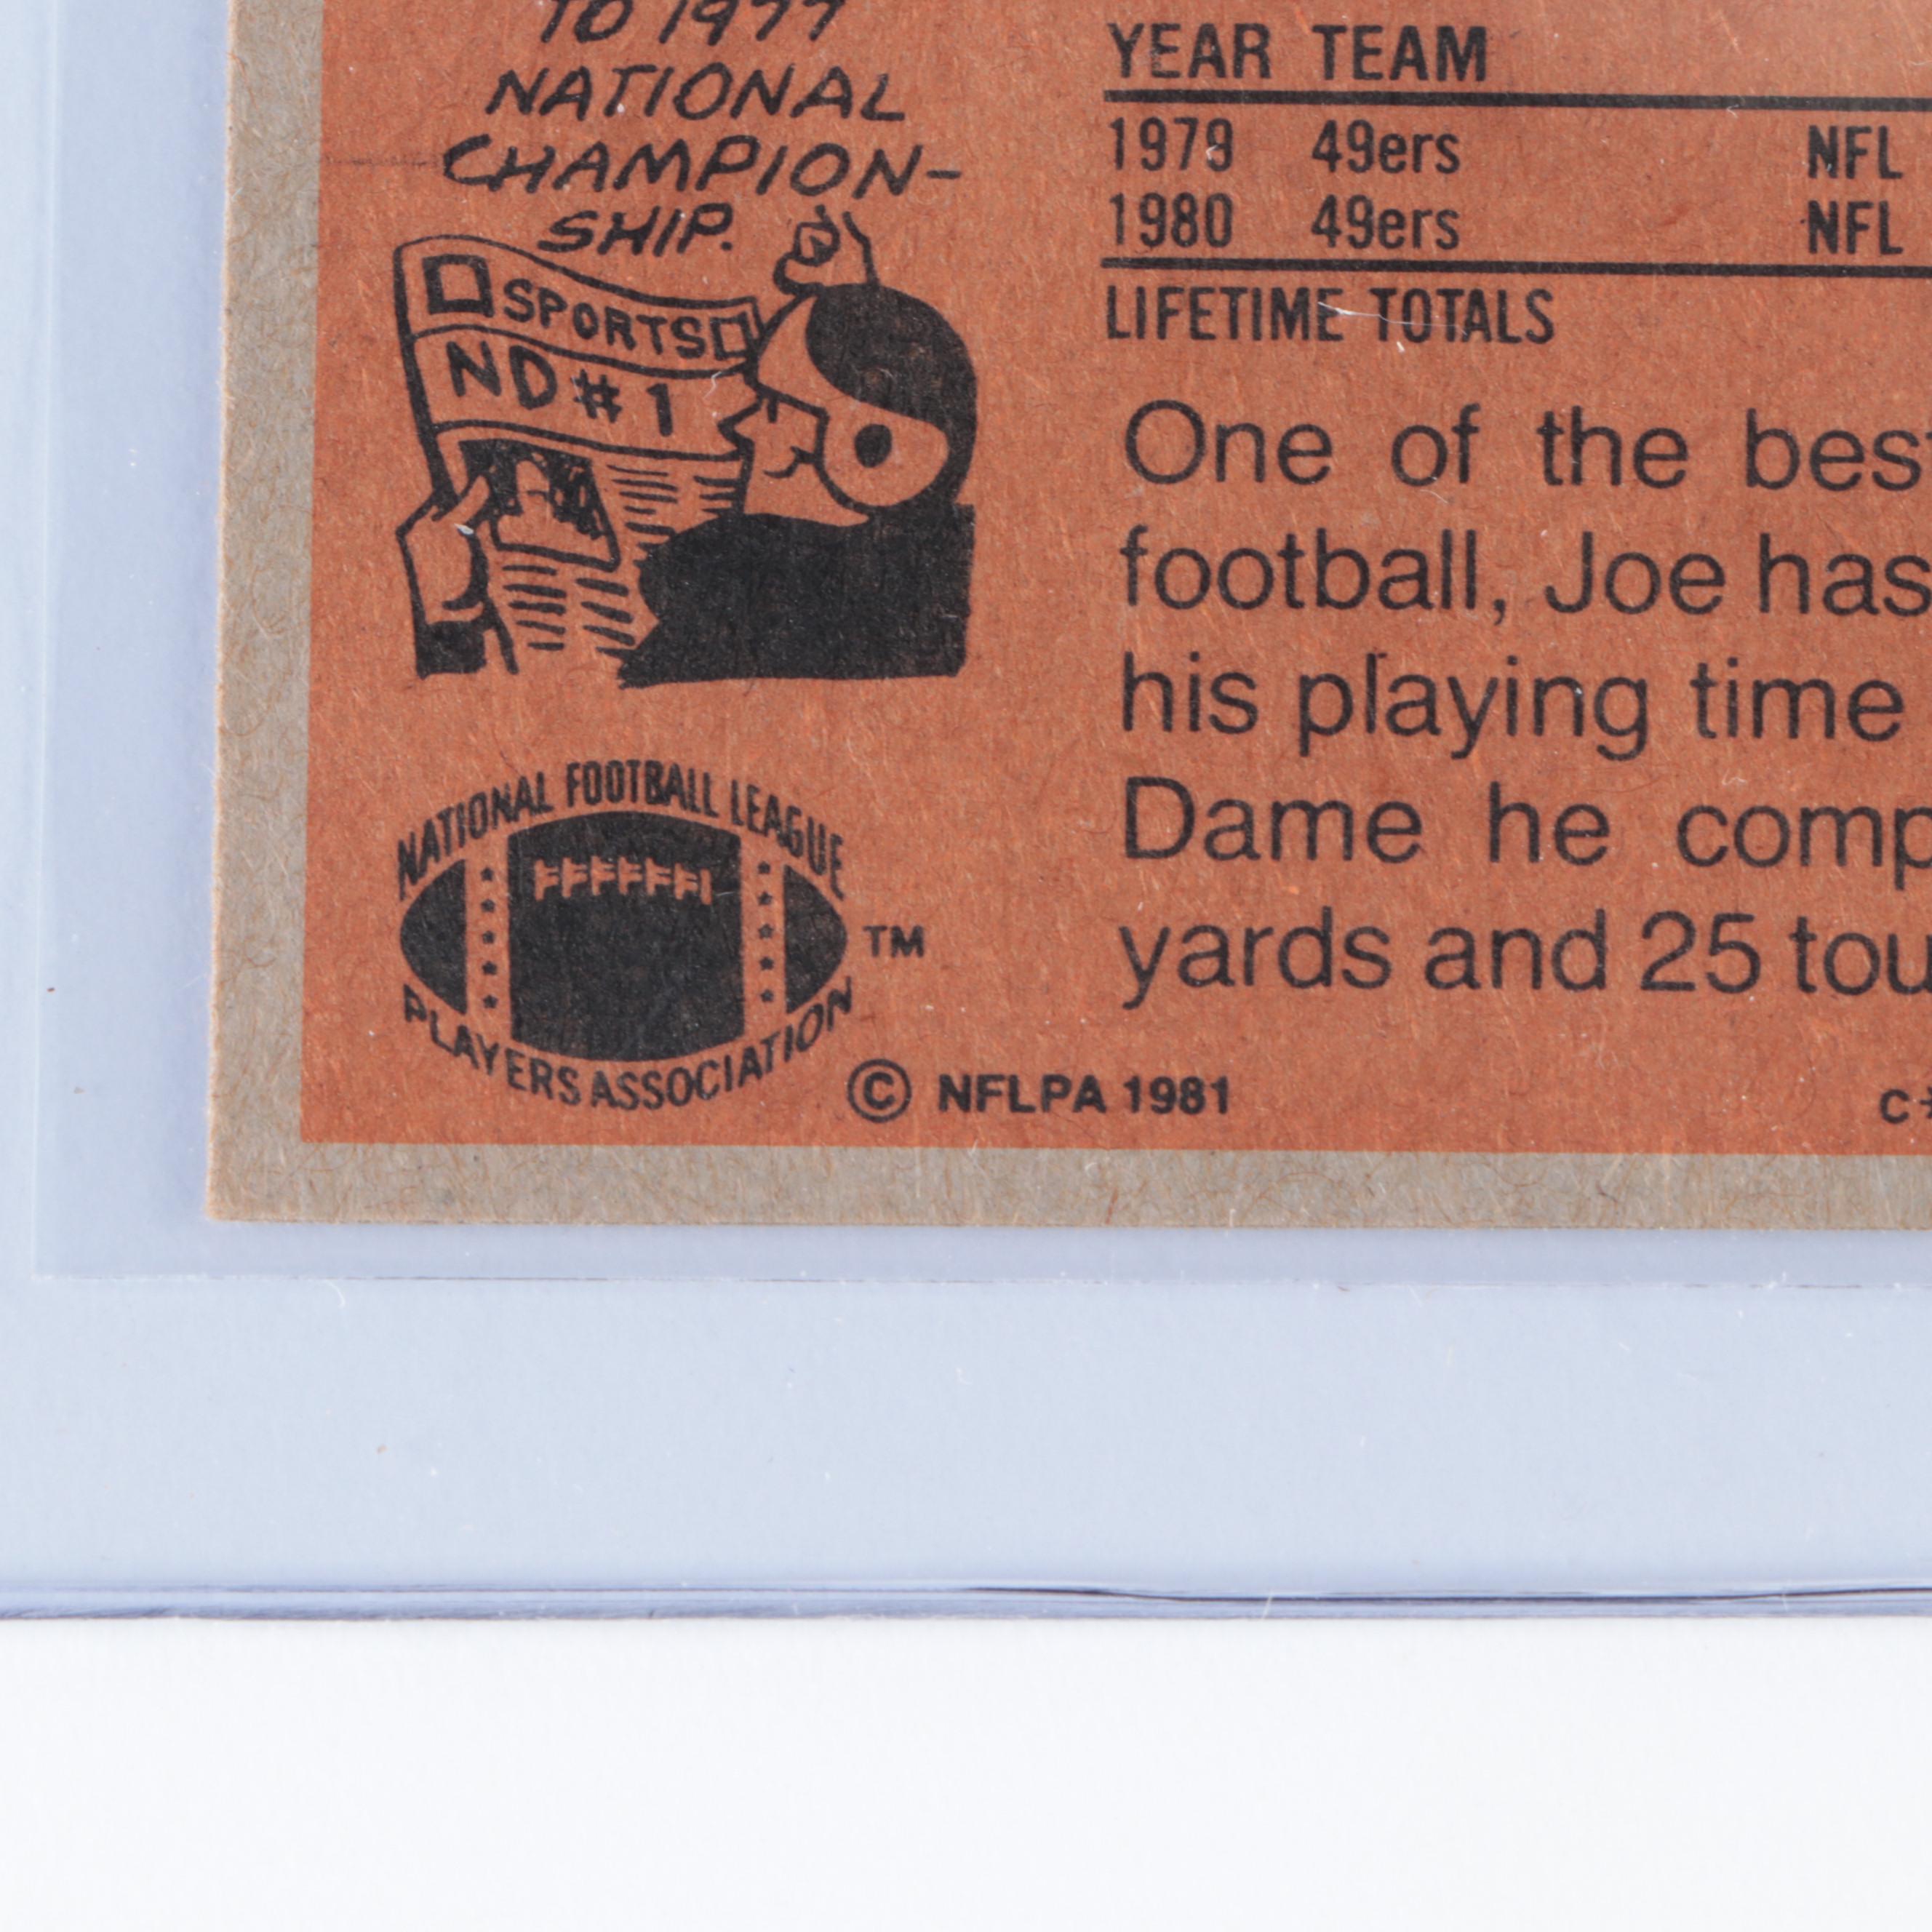 TO 1977
NATIONAL
CHAMPION-
SHIP.
SPORTS
ND #1
NATIONAL FOOTBALL LEAGUE
PLAYERS ASSOCIATION
TM
© NFLPA 1981
YEAR TEAM
1979 49ers NFL
1980 49ers NFL
LIFETIME TOTALS
One of the bes
football, Joe has
his playing time
Dame he comp
yards and 25 tou
C